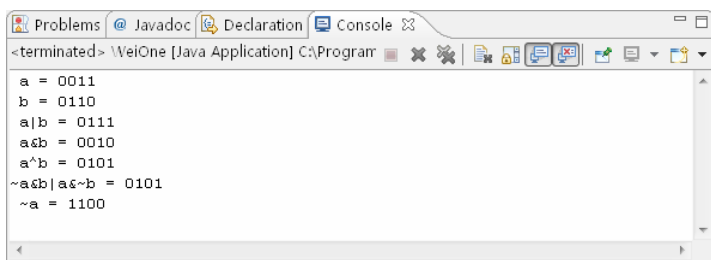 Problems @ Javadoc Declaration Console
<terminated> WeiOne [Java Application] C:\Program
a = 0011
b = 0110
a|b = 0111
a&b = 0010
a^b = 0101
~a&b|a&~b = 0101
~a = 1100